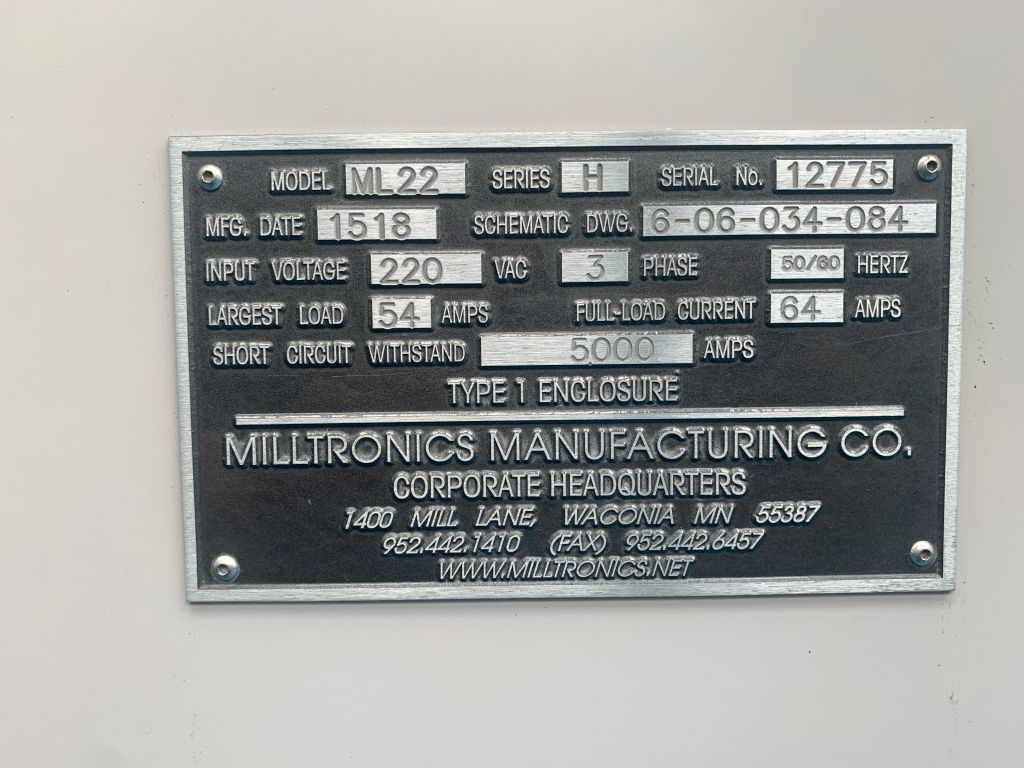 MODEL ML22 SERIES H SERIAL No. 12775
MFG. DATE 1518 SCHEMATIC DWG. 6-06-034-084
INPUT VOLTAGE 220 VAC 3 PHASE 50/60 HERTZ
LARGEST LOAD 54 AMPS FULL-LOAD CURRENT 64 AMPS
SHORT CIRCUIT WITHSTAND 5000 AMPS
TYPE 1 ENCLOSURE
MILLTRONICS MANUFACTURING CO.
CORPORATE HEADQUARTERS
1400 MILL LANE, WACONIA MN 55387
952.442.1410 (FAX) 952.442.6457
WWW.MILLTRONICS.NET